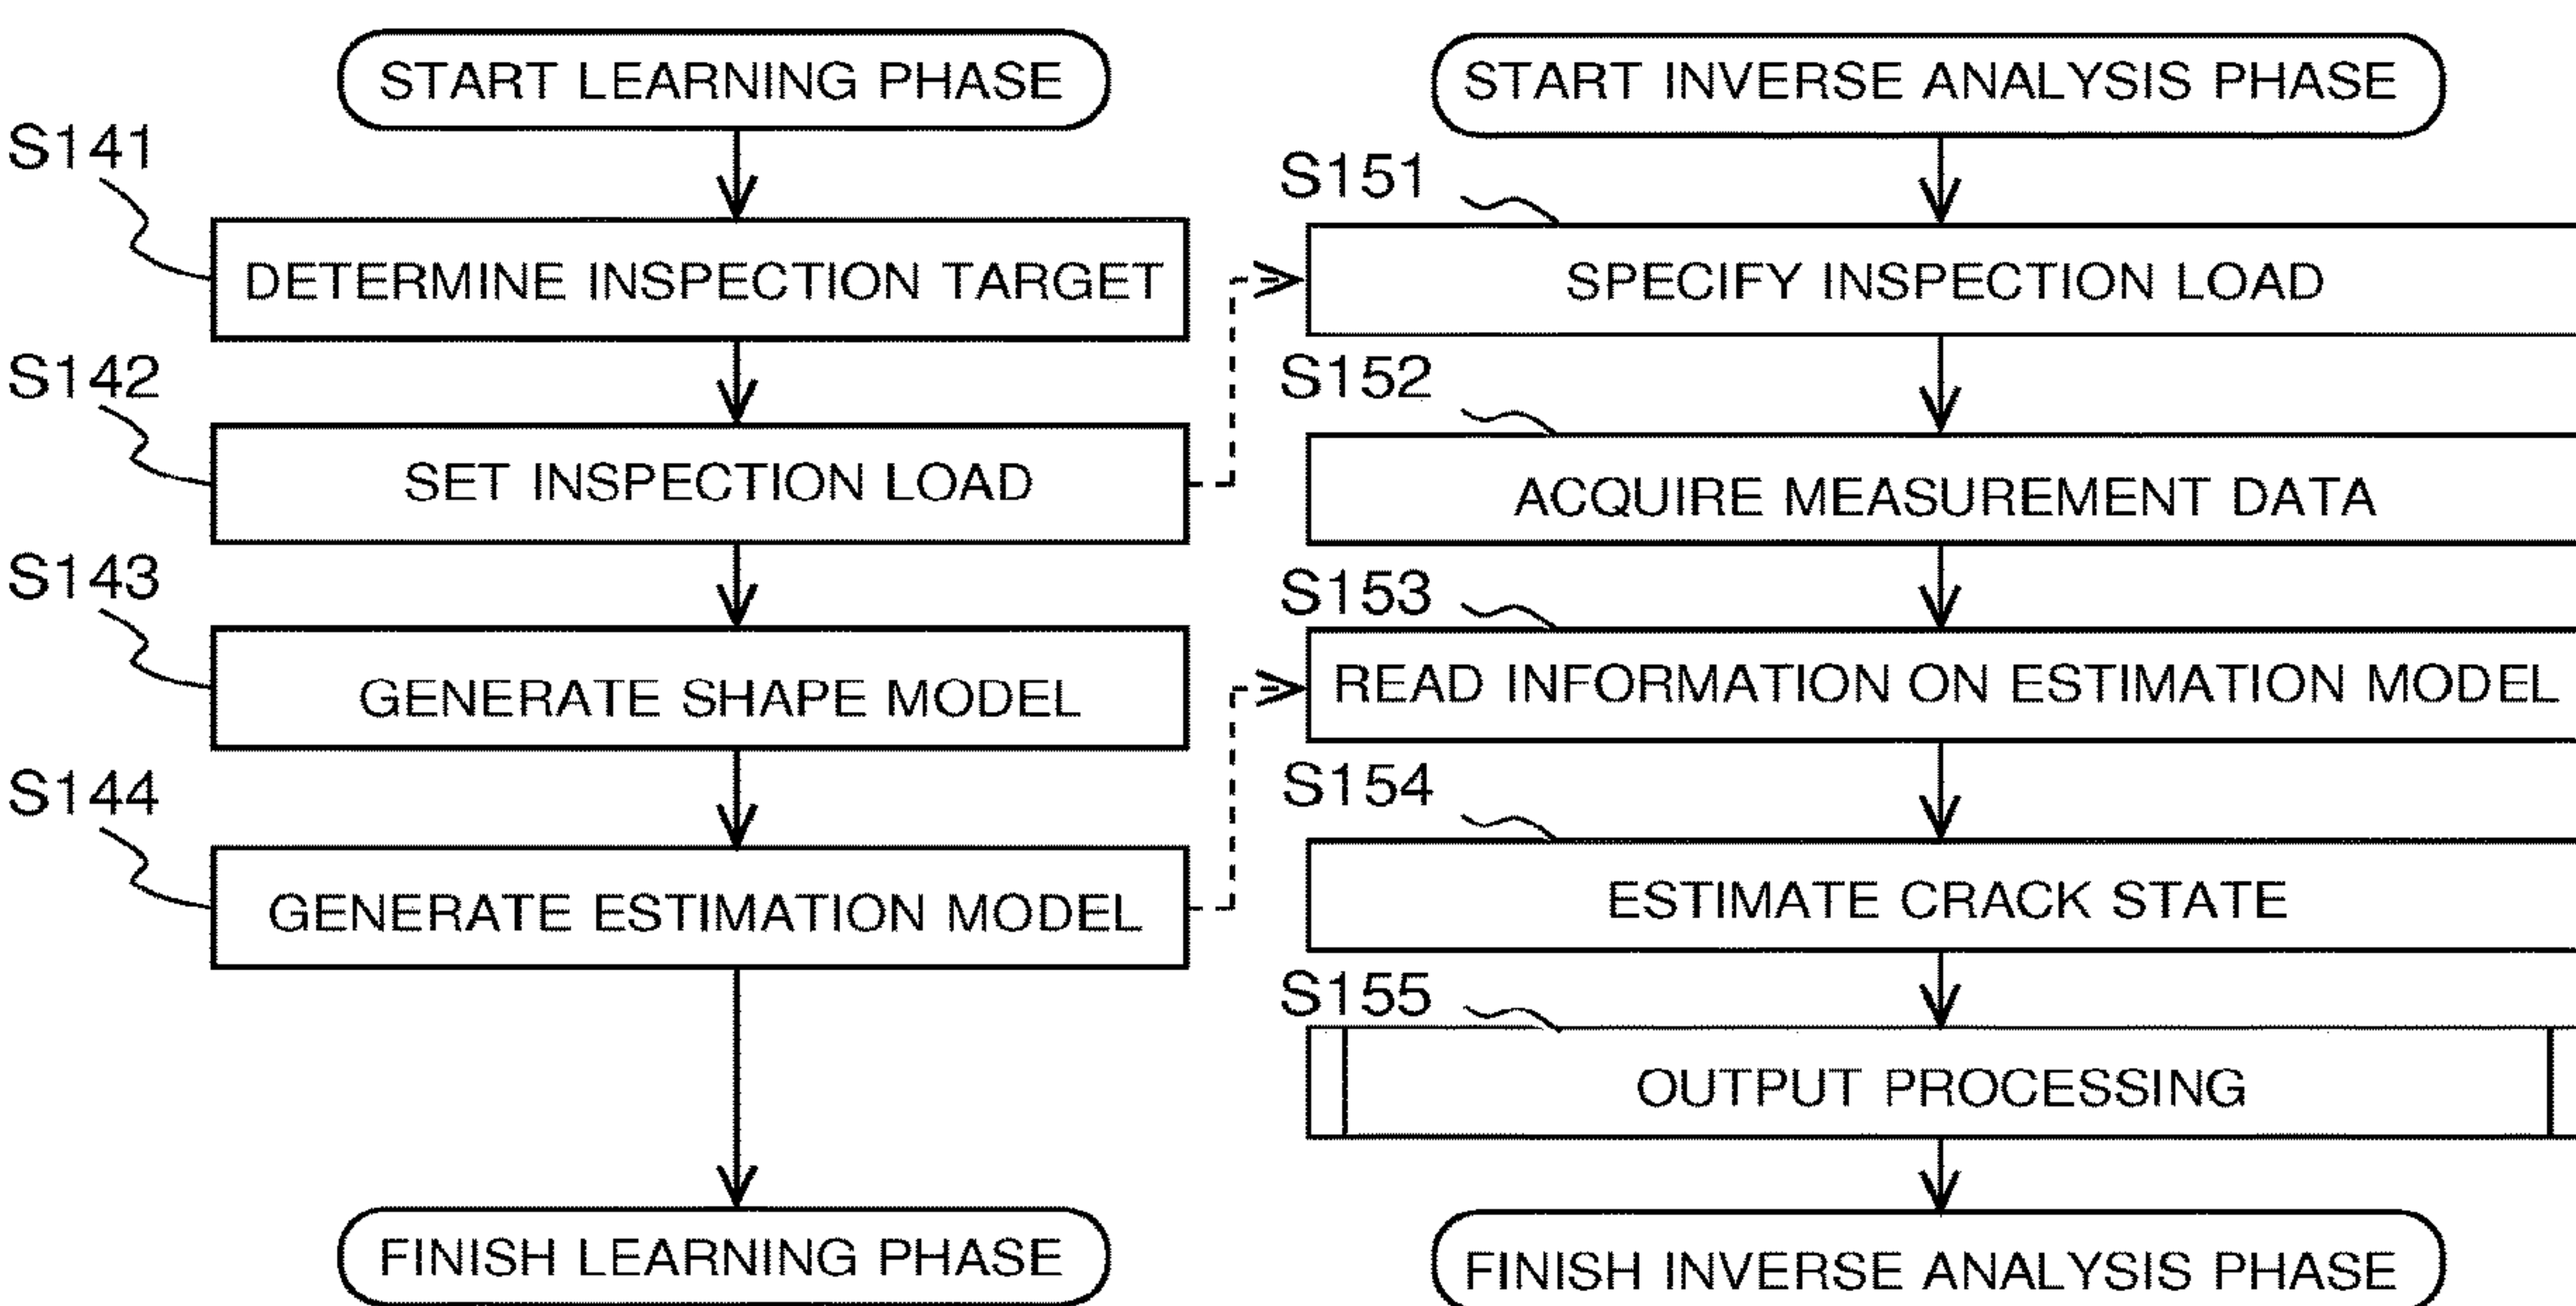 START LEARNING PHASE
S141
DETERMINE INSPECTION TARGET
S142
SET INSPECTION LOAD
S143
GENERATE SHAPE MODEL
S144
GENERATE ESTIMATION MODEL
FINISH LEARNING PHASE
START INVERSE ANALYSIS PHASE
S151
SPECIFY INSPECTION LOAD
S152
ACQUIRE MEASUREMENT DATA
S153
READ INFORMATION ON ESTIMATION MODEL
S154
ESTIMATE CRACK STATE
S155
OUTPUT PROCESSING
FINISH INVERSE ANALYSIS PHASE